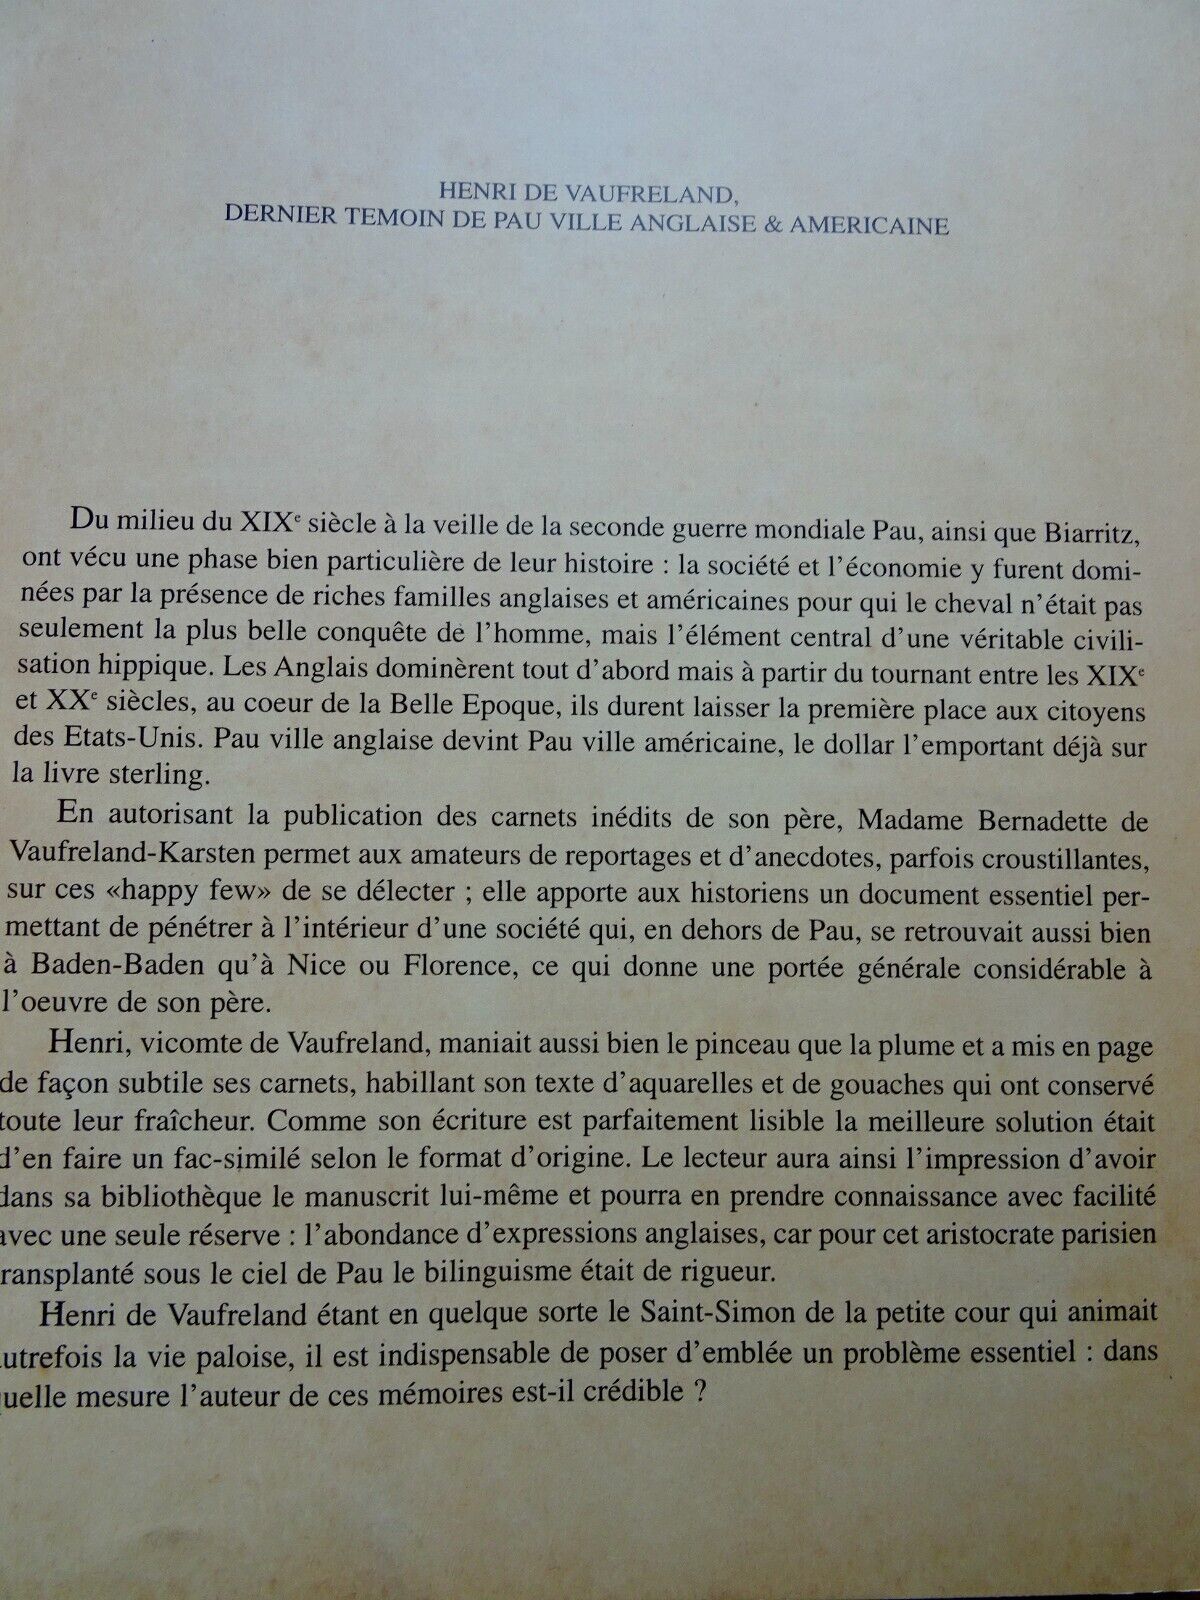 HENRI DE VAUFRELAND,
DERNIER TEMOIN DE PAU VILLE ANGLAISE & AMERICAINE
Du milieu du XIXe siècle à la veille de la seconde guerre mondiale Pau, ainsi que Biarritz,
ont vécu une phase bien particulière de leur histoire : la société et l'économie y furent domi-
nées par la présence de riches familles anglaises et américaines pour qui le cheval n'était pas
seulement la plus belle conquête de l'homme, mais l'élément central d'une véritable civili-
sation hippique. Les Anglais dominèrent tout d'abord mais à partir du tournant entre les XIXe
et XXe siècles, au coeur de la Belle Epoque, ils durent laisser la première place aux citoyens
des Etats-Unis. Pau ville anglaise devint Pau ville américaine, le dollar l'emportant déjà sur
la livre sterling.
En autorisant la publication des carnets inédits de son père, Madame Bernadette de
Vaufreland-Karsten permet aux amateurs de reportages et d'anecdotes, parfois croustillantes,
sur ces «happy few» de se délecter ; elle apporte aux historiens un document essentiel per-
mettant de pénétrer à l'intérieur d'une société qui, en dehors de Pau, se retrouvait aussi bien
à Baden-Baden qu'à Nice ou Florence, ce qui donne une portée générale considérable à
l'oeuvre de son père.
Henri, vicomte de Vaufreland, maniait aussi bien le pinceau que la plume et a mis en page
de façon subtile ses carnets, habillant son texte d'aquarelles et de gouaches qui ont conservé
toute leur fraîcheur. Comme son écriture est parfaitement lisible la meilleure solution était
d'en faire un fac-similé selon le format d'origine. Le lecteur aura ainsi l'impression d'avoir
dans sa bibliothèque le manuscrit lui-même et pourra en prendre connaissance avec facilité
avec une seule réserve : l'abondance d'expressions anglaises, car pour cet aristocrate parisien
ransplanté sous le ciel de Pau le bilinguisme était de rigueur.
Henri de Vaufreland étant en quelque sorte le Saint-Simon de la petite cour qui animait
utrefois la vie paloise, il est indispensable de poser d'emblée un problème essentiel : dans
quelle mesure l'auteur de ces mémoires est-il crédible ?